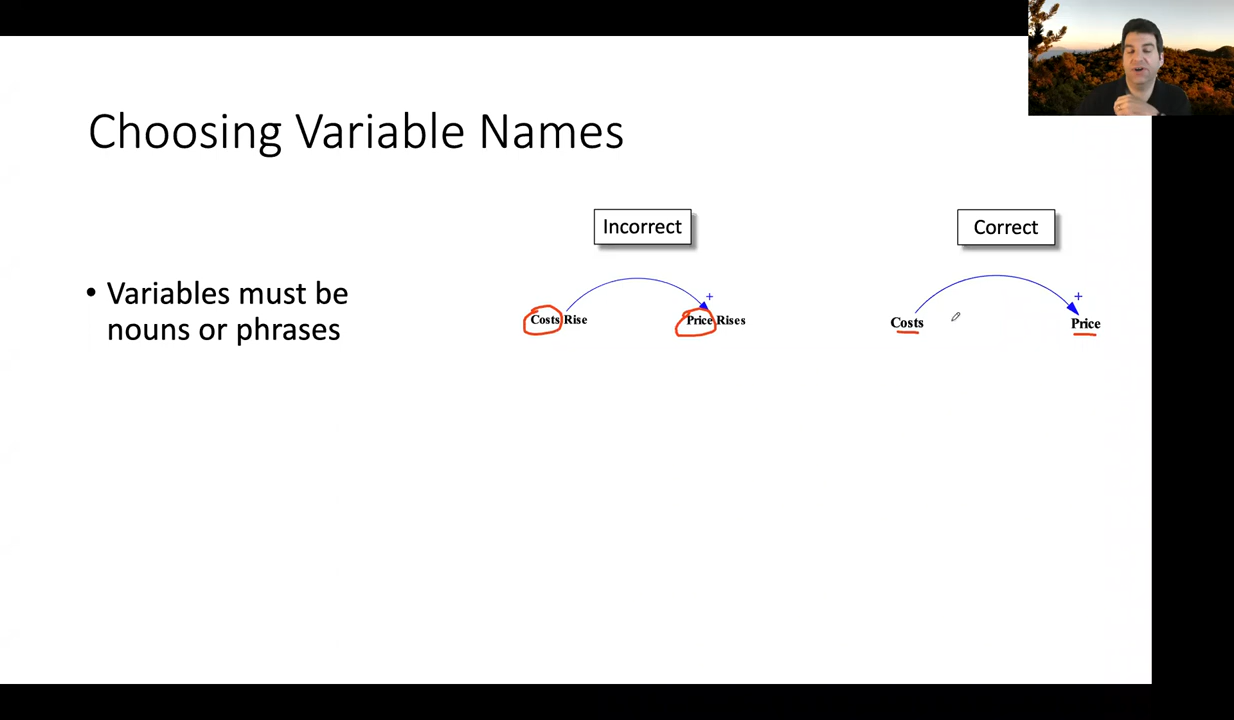 Choosing Variable Names
Incorrect
Correct
• Variables must be
nouns or phrases
+
Costs Rise
Price Rises
+
Costs
Price